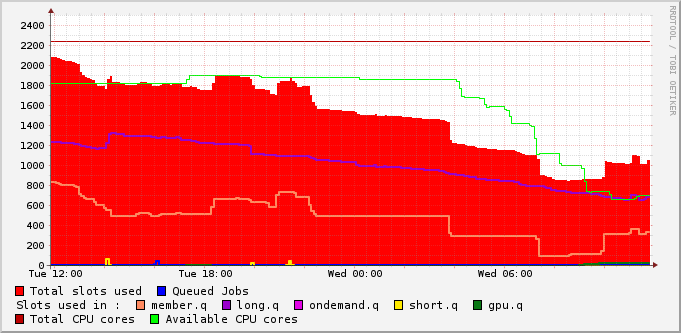 2400
2200
2000
1800
1600
1400
1200
1000
800
600
400
200
0
Tue 12:00 Tue 18:00 Wed 00:00 Wed 06:00
RRDTOOL / TOBI OETIKER
Total slots used Queued Jobs
Slots used in : member.q long.q ondemand.q short.q gpu.q
Total CPU cores Available CPU cores